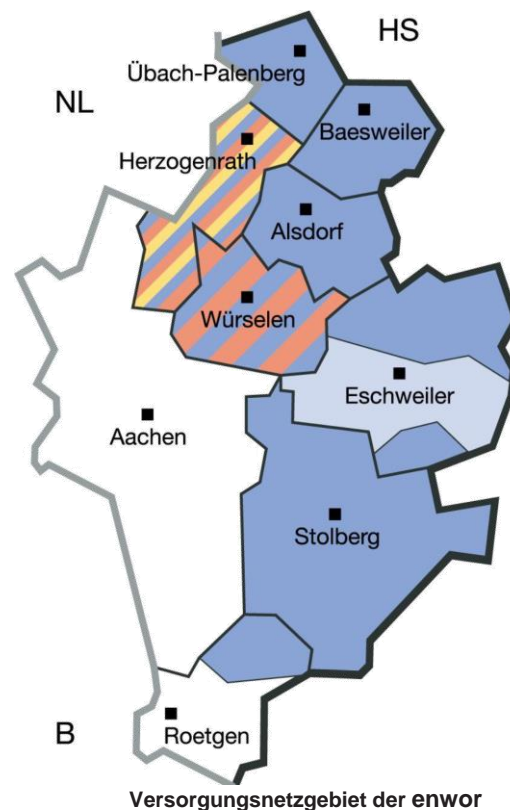 HS
Übach-Palenberg
NL
Baesweiler
Herzogenrath
Alsdorf
Würselen
Eschweiler
Aachen
Stolberg
B
Roetgen
Versorgungsnetzgebiet der enwor